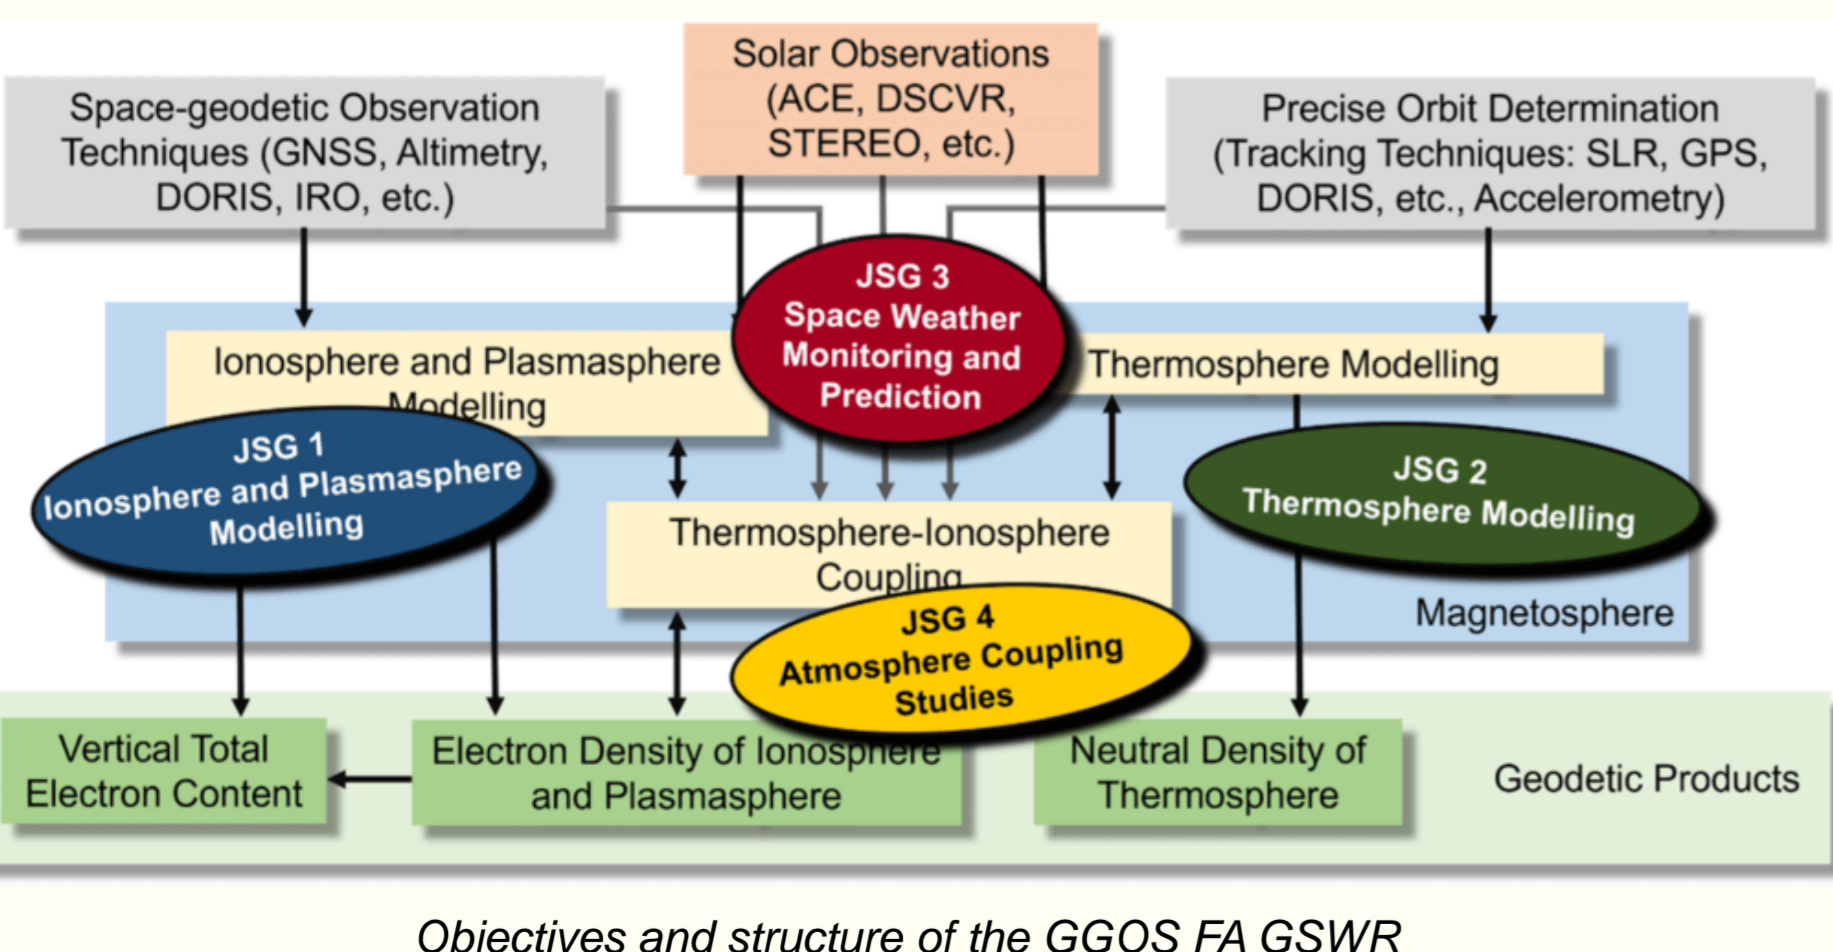 Solar Observations
(ACE, DSCVR,
STEREO, etc.)
Space-geodetic Observation
Techniques (GNSS, Altimetry,
DORIS, IRO, etc.)
Precise Orbit Determination
(Tracking Techniques: SLR, GPS,
DORIS, etc., Accelerometry)
JSG 3
Space Weather
Monitoring and
Prediction
Ionosphere and Plasmasphere
Modelling
Thermosphere Modelling
JSG 1
Ionosphere and Plasmasphere
Modelling
JSG 2
Thermosphere Modelling
Thermosphere-Ionosphere
Coupling
JSG 4
Atmosphere Coupling
Studies
Magnetosphere
Vertical Total
Electron Content
Electron Density of Ionosphere
and Plasmasphere
Neutral Density of
Thermosphere
Geodetic Products
Objectives and structure of the GGOS FA GSWR